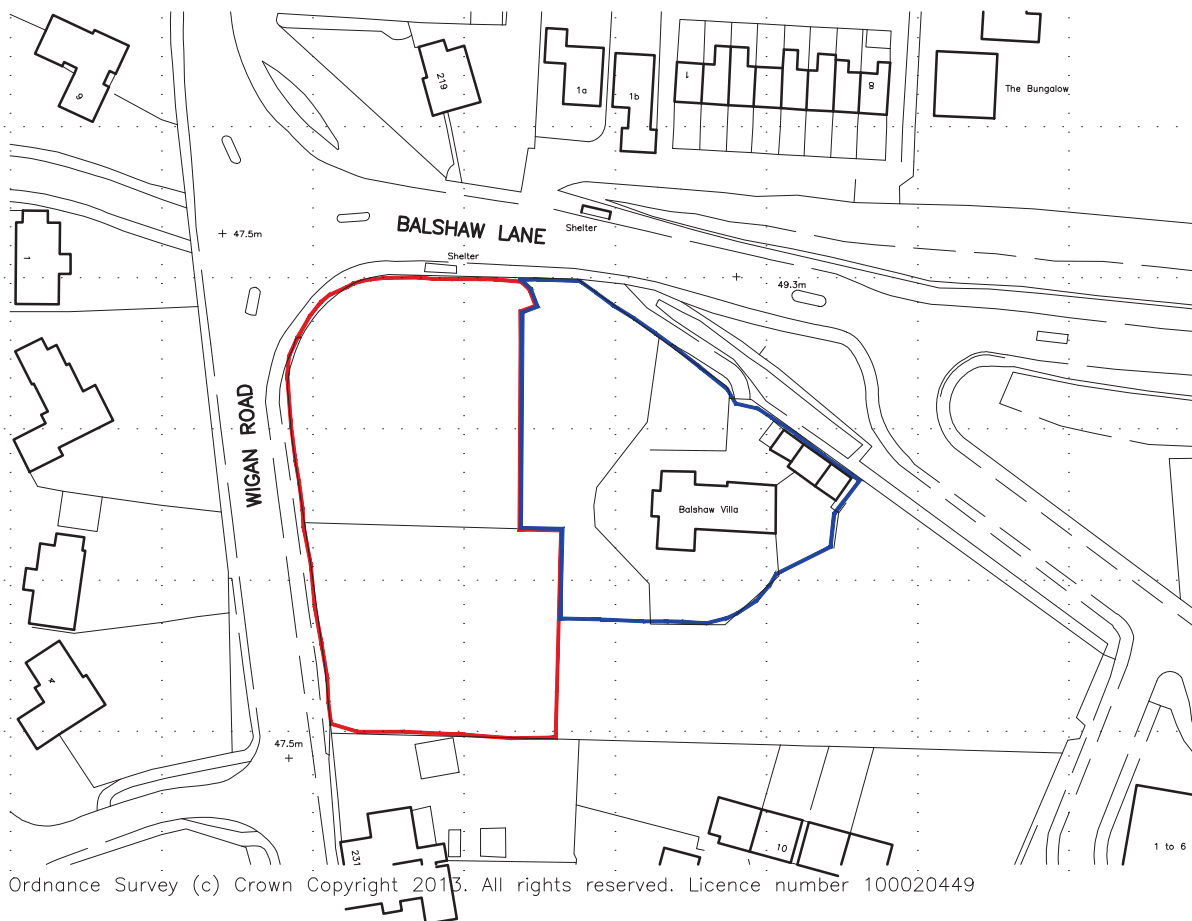 9
219
1a
1b
1
8
The Bungalow
BALSHAW LANE
Shelter
Shelter
47.5m
1
49.3m
WIGAN ROAD
Balshaw Villa
4
47.5m
231
10
1 to 6
Ordnance Survey (c) Crown Copyright 2013. All rights reserved. Licence number 100020449